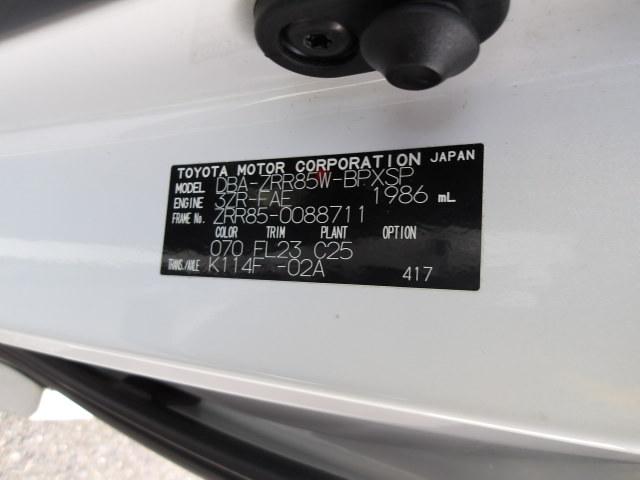 TOYOTA MOTOR CORPORATION JAPAN
MODEL DBA-ZRR85W-BPXSP
ENGINE 3ZR-FAE 1986 mL
FRAME No. ZRR85-0088711
COLOR TRIM PLANT OPTION
070 FL23 C25
TRANS./AXLE K114F -02A 417